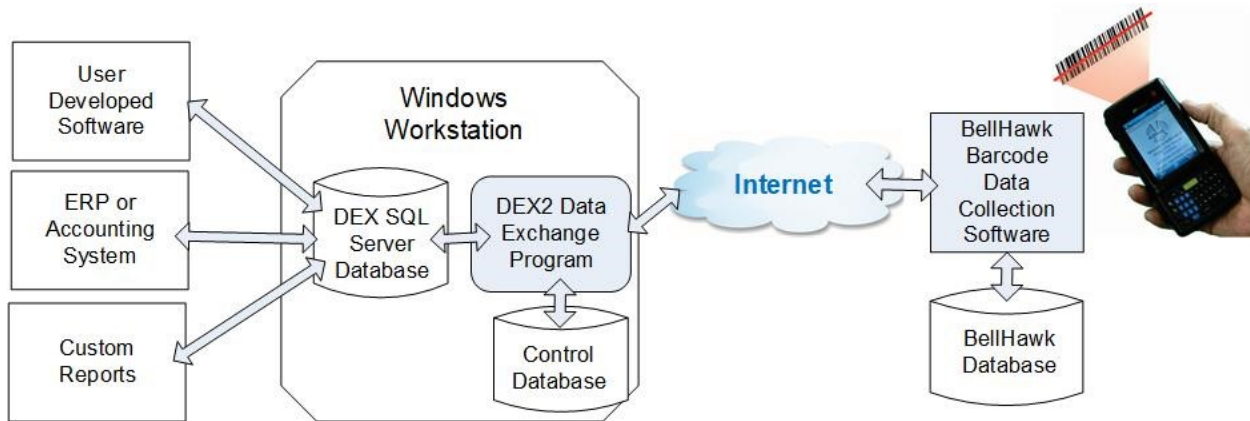 User
Developed
Software
ERP or
Accounting
System
Custom
Reports
Windows
Workstation
DEX SQL
Server
Database
DEX2 Data
Exchange
Program
Control
Database
Internet
BellHawk
Barcode
Data
Collection
Software
BellHawk
Database